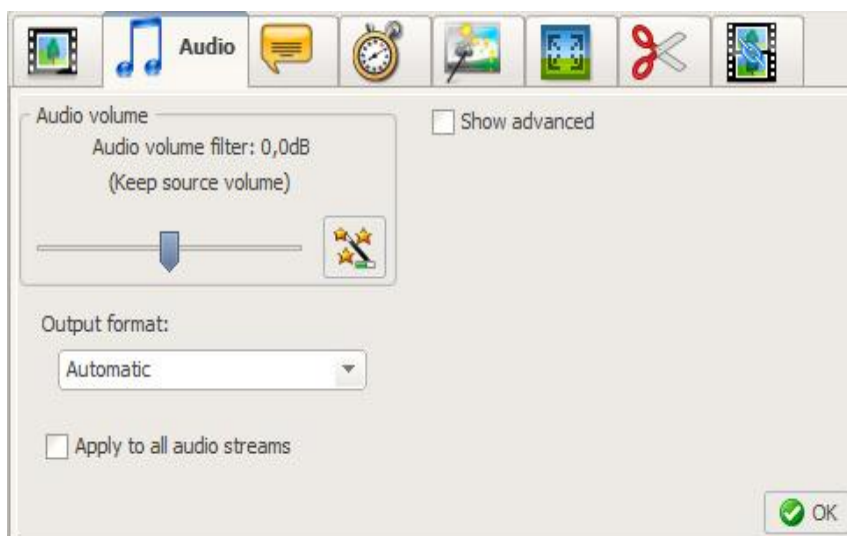 Audio
Audio volume
Show advanced
Audio volume filter: 0,0dB
(Keep source volume)
Output format:
Automatic
Apply to all audio streams
OK